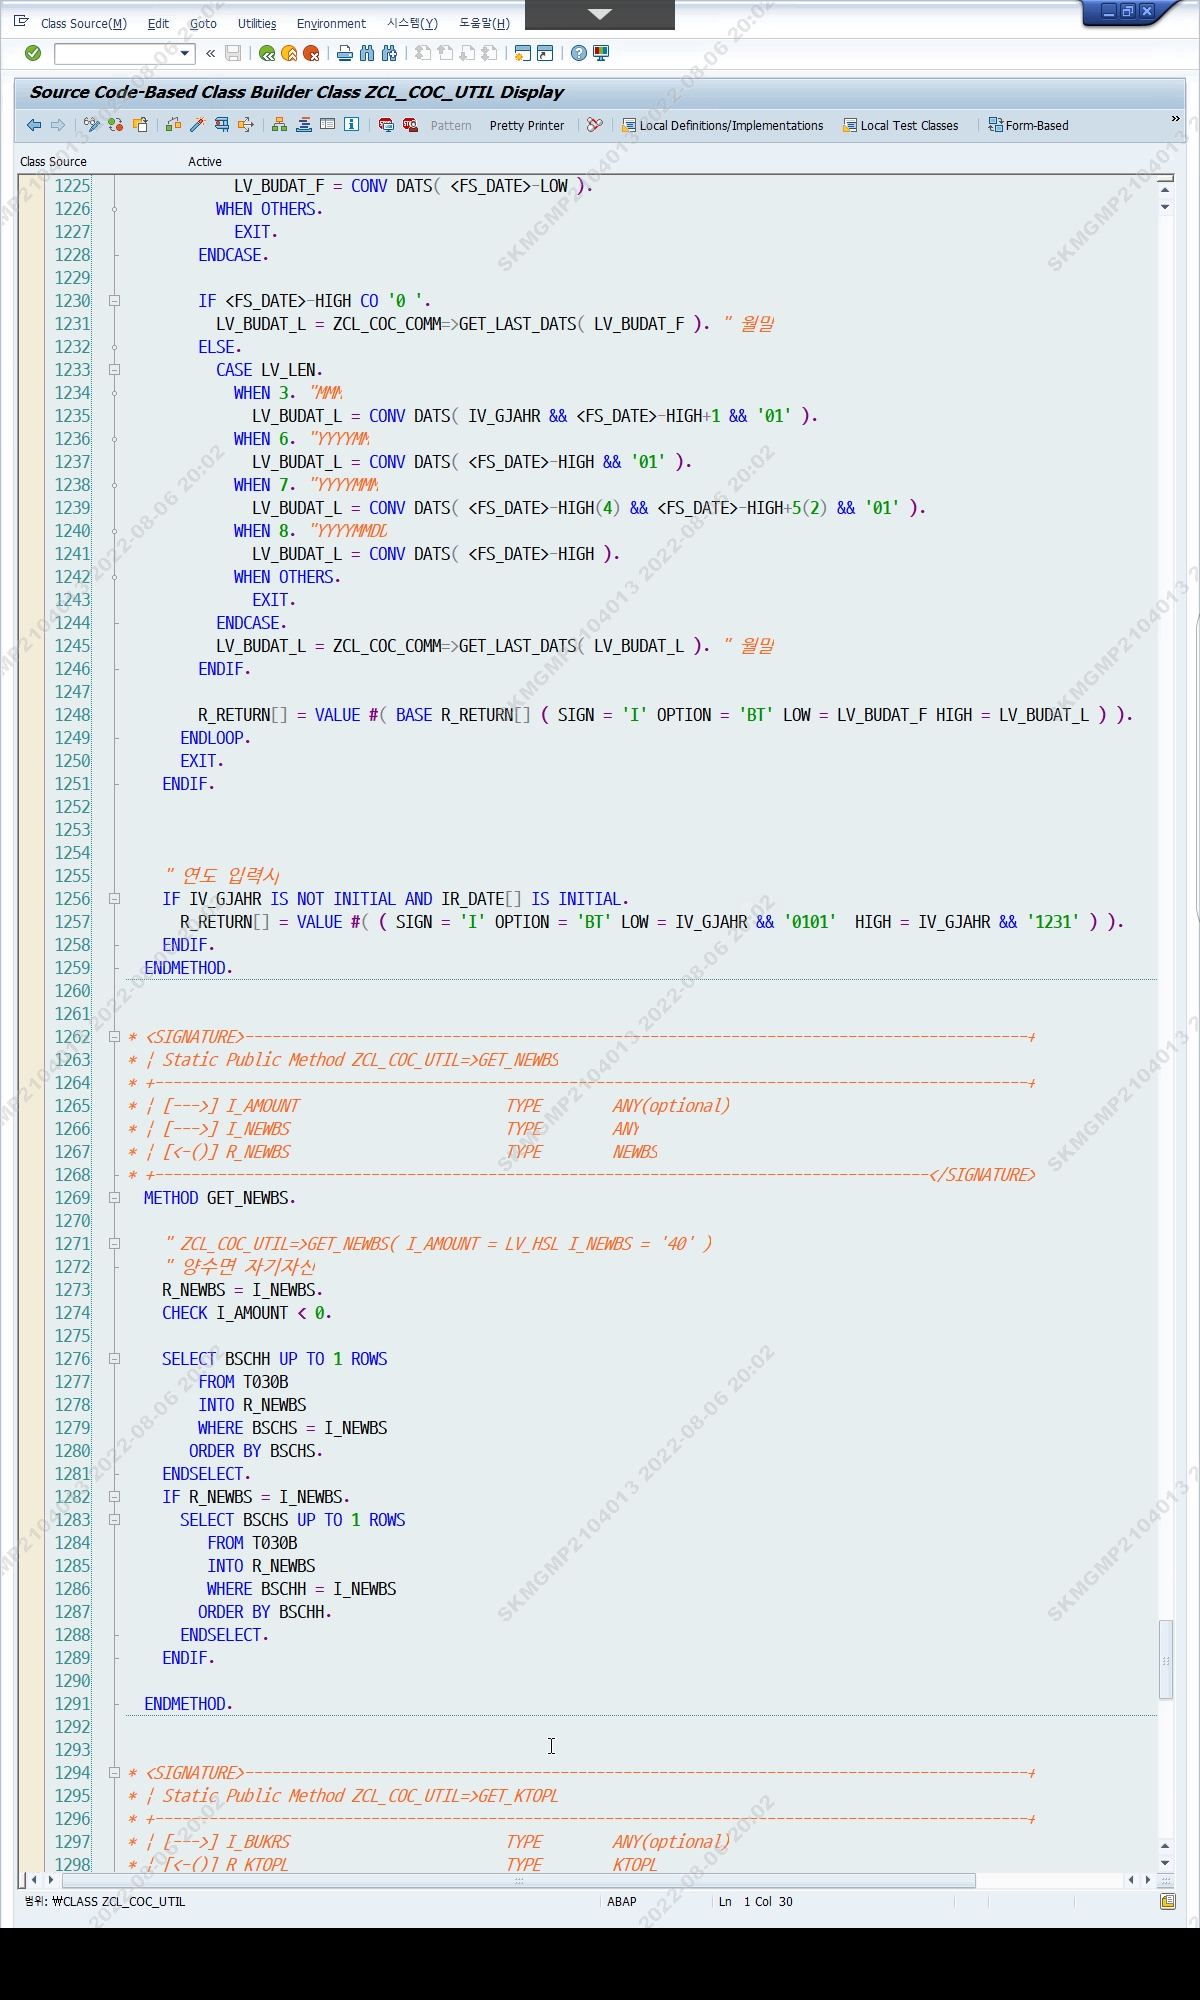 Class Source(M) Edit Goto Utilities Environment 시스템(Y) 도움말(H)
Source Code-Based Class Builder Class ZCL_COC_UTIL Display
Pattern Pretty Printer Local Definitions/Implementations Local Test Classes Form-Based
Class Source Active
1225 LV_BUDAT_F = CONV DATS( <FS_DATE>-LOW ).
1226 WHEN OTHERS.
1227 EXIT.
1228 ENDCASE.
1229
1230 IF <FS_DATE>-HIGH CO '0 '.
1231 LV_BUDAT_L = ZCL_COC_COMM=>GET_LAST_DATS( LV_BUDAT_F ). " 월말
1232 ELSE.
1233 CASE LV_LEN.
1234 WHEN 3. "MMM
1235 LV_BUDAT_L = CONV DATS( IV_GJAHR && <FS_DATE>-HIGH+1 && '01' ).
1236 WHEN 6. "YYYYMM
1237 LV_BUDAT_L = CONV DATS( <FS_DATE>-HIGH && '01' ).
1238 WHEN 7. "YYYYMMM
1239 LV_BUDAT_L = CONV DATS( <FS_DATE>-HIGH(4) && <FS_DATE>-HIGH+5(2) && '01' ).
1240 WHEN 8. "YYYYMMDD
1241 LV_BUDAT_L = CONV DATS( <FS_DATE>-HIGH ).
1242 WHEN OTHERS.
1243 EXIT.
1244 ENDCASE.
1245 LV_BUDAT_L = ZCL_COC_COMM=>GET_LAST_DATS( LV_BUDAT_L ). " 월말
1246 ENDIF.
1247
1248 R_RETURN[] = VALUE #( BASE R_RETURN[] ( SIGN = 'I' OPTION = 'BT' LOW = LV_BUDAT_F HIGH = LV_BUDAT_L ) ).
1249 ENDLOOP.
1250 EXIT.
1251 ENDIF.
1252
1253
1254
1255 " 연도 입력시
1256 IF IV_GJAHR IS NOT INITIAL AND IR_DATE[] IS INITIAL.
1257 R_RETURN[] = VALUE #( ( SIGN = 'I' OPTION = 'BT' LOW = IV_GJAHR && '0101' HIGH = IV_GJAHR && '1231' ) ).
1258 ENDIF.
1259 ENDMETHOD.
1260
1261
1262 * <SIGNATURE>---------------------------------------------------------------------------------------+
1263 * | Static Public Method ZCL_COC_UTIL=>GET_NEWBS
1264 * +-------------------------------------------------------------------------------------------------+
1265 * | [--->] I_AMOUNT TYPE ANY(optional)
1266 * | [--->] I_NEWBS TYPE ANY
1267 * | [<-()] R_NEWBS TYPE NEWBS
1268 * +--------------------------------------------------------------------------------------</SIGNATURE>
1269 METHOD GET_NEWBS.
1270
1271 " ZCL_COC_UTIL=>GET_NEWBS( I_AMOUNT = LV_HSL I_NEWBS = '40' )
1272 " 양수면 자기자신
1273 R_NEWBS = I_NEWBS.
1274 CHECK I_AMOUNT < 0.
1275
1276 SELECT BSCHH UP TO 1 ROWS
1277 FROM T030B
1278 INTO R_NEWBS
1279 WHERE BSCHS = I_NEWBS
1280 ORDER BY BSCHS.
1281 ENDSELECT.
1282 IF R_NEWBS = I_NEWBS.
1283 SELECT BSCHS UP TO 1 ROWS
1284 FROM T030B
1285 INTO R_NEWBS
1286 WHERE BSCHH = I_NEWBS
1287 ORDER BY BSCHH.
1288 ENDSELECT.
1289 ENDIF.
1290
1291 ENDMETHOD.
1292
1293
1294 * <SIGNATURE>---------------------------------------------------------------------------------------+
1295 * | Static Public Method ZCL_COC_UTIL=>GET_KTOPL
1296 * +-------------------------------------------------------------------------------------------------+
1297 * | [--->] I_BUKRS TYPE ANY(optional)
1298 * | [<-()] R_KTOPL TYPE KTOPL
범위: ₩CLASS ZCL_COC_UTIL ABAP Ln 1 Col 30
SKMGMP2104013 2022-08-06 20:02